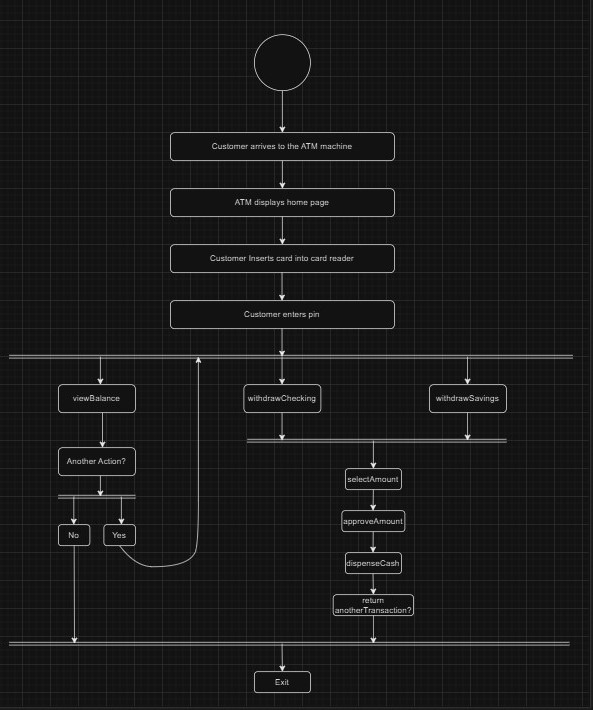 Customer arrives to the ATM machine
ATM displays home page
Customer Inserts card into card reader
Customer enters pin
viewBalance
withdrawChecking
withdrawSavings
Another Action?
selectAmount
approveAmount
No
Yes
dispenseCash
return
anotherTransaction?
Exit